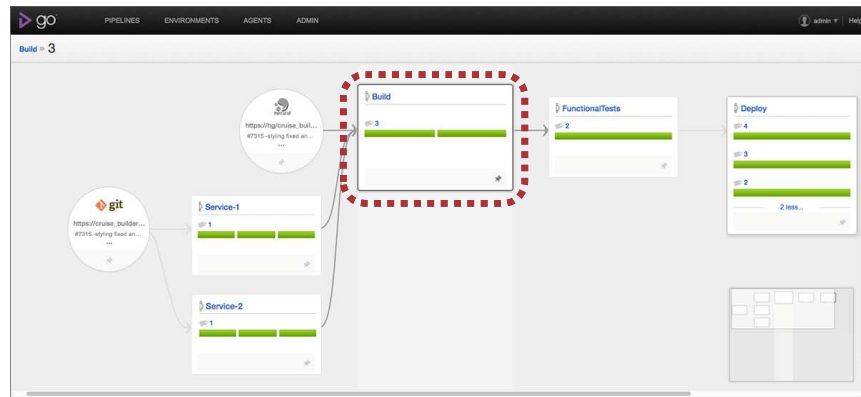 go
PIPELINES ENVIRONMENTS AGENTS ADMIN
admin Help
Build » 3
mercurial
https://hg/cruise_buil...
#7315 -styling fixed an...
...
git
https://cruise_builder...
#7315 -styling fixed an...
...
Service-1
1
Service-2
1
Build
3
FunctionalTests
2
Deploy
4
3
2
2 less...